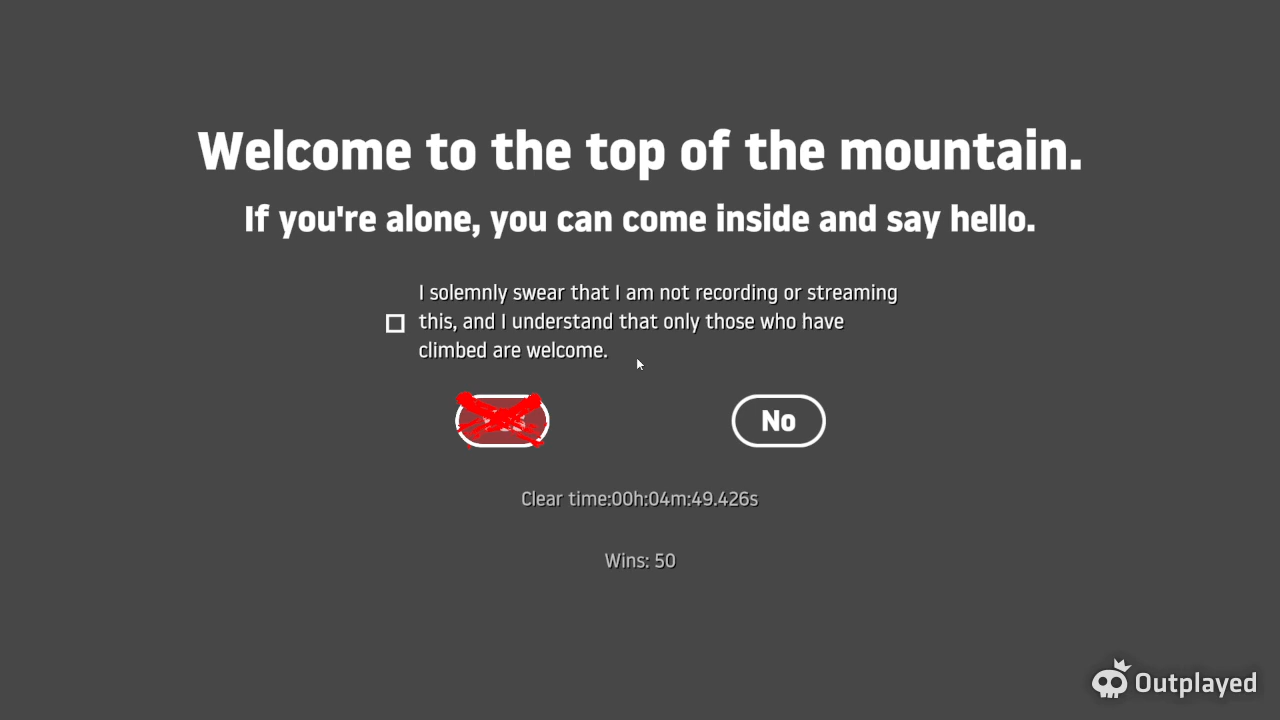 Welcome to the top of the mountain.
If you're alone, you can come inside and say hello.
I solemnly swear that I am not recording or streaming
this, and I understand that only those who have
climbed are welcome.
No
Clear time:00h:04m:49.426s
Wins: 50
Outplayed